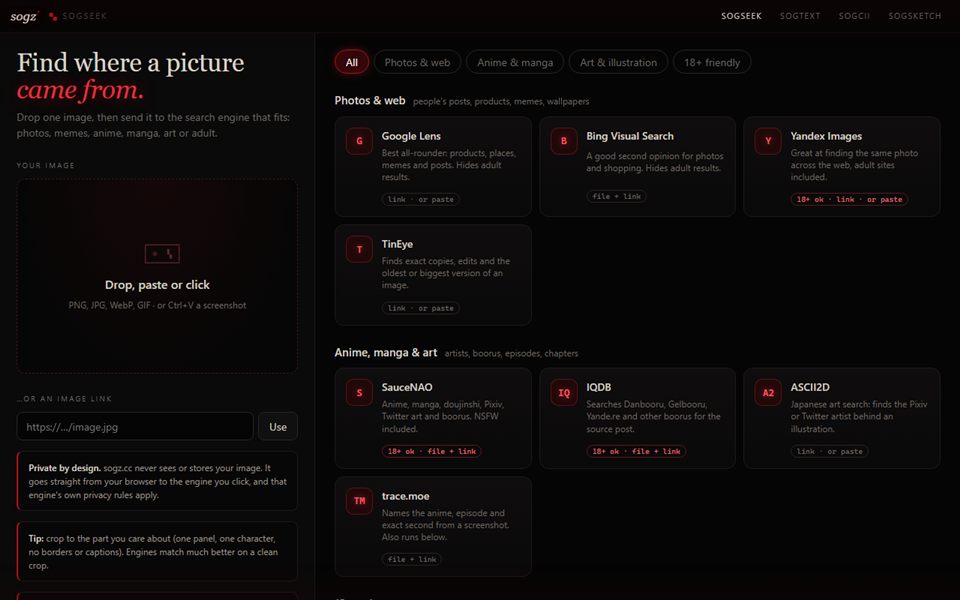 sogz
SOGSEEK
SOGSEEK
SOGTEXT
SOGCII
SOGSKETCH
Find where a picture
came from.
Drop one image, then send it to the search engine that fits:
photos, memes, anime, manga, art or adult.
YOUR IMAGE
Drop, paste or click
PNG, JPG, WebP, GIF · or Ctrl+V a screenshot
...OR AN IMAGE LINK
https://.../image.jpg
Use
Private by design. sogz.cc never sees or stores your image. It
goes straight from your browser to the engine you click, and that
engine's own privacy rules apply.
Tip: crop to the part you care about (one panel, one character,
no borders or captions). Engines match much better on a clean
crop.
All
Photos & web
Anime & manga
Art & illustration
18+ friendly
Photos & web people's posts, products, memes, wallpapers
G
Google Lens
Best all-rounder: products, places,
memes and posts. Hides adult
results.
link · or paste
B
Bing Visual Search
A good second opinion for photos
and shopping. Hides adult results.
file + link
Y
Yandex Images
Great at finding the same photo
across the web, adult sites
included.
18+ ok · link · or paste
T
TinEye
Finds exact copies, edits and the
oldest or biggest version of an
image.
link · or paste
Anime, manga & art artists, boorus, episodes, chapters
S
SauceNAO
Anime, manga, doujinshi, Pixiv,
Twitter art and boorus. NSFW
included.
18+ ok · file + link
IQ
IQDB
Searches Danbooru, Gelbooru,
Yande.re and other boorus for the
source post.
18+ ok · file + link
A2
ASCII2D
Japanese art search: finds the Pixiv
or Twitter artist behind an
illustration.
link · or paste
TM
trace.moe
Names the anime, episode and
exact second from a screenshot.
Also runs below.
file + link